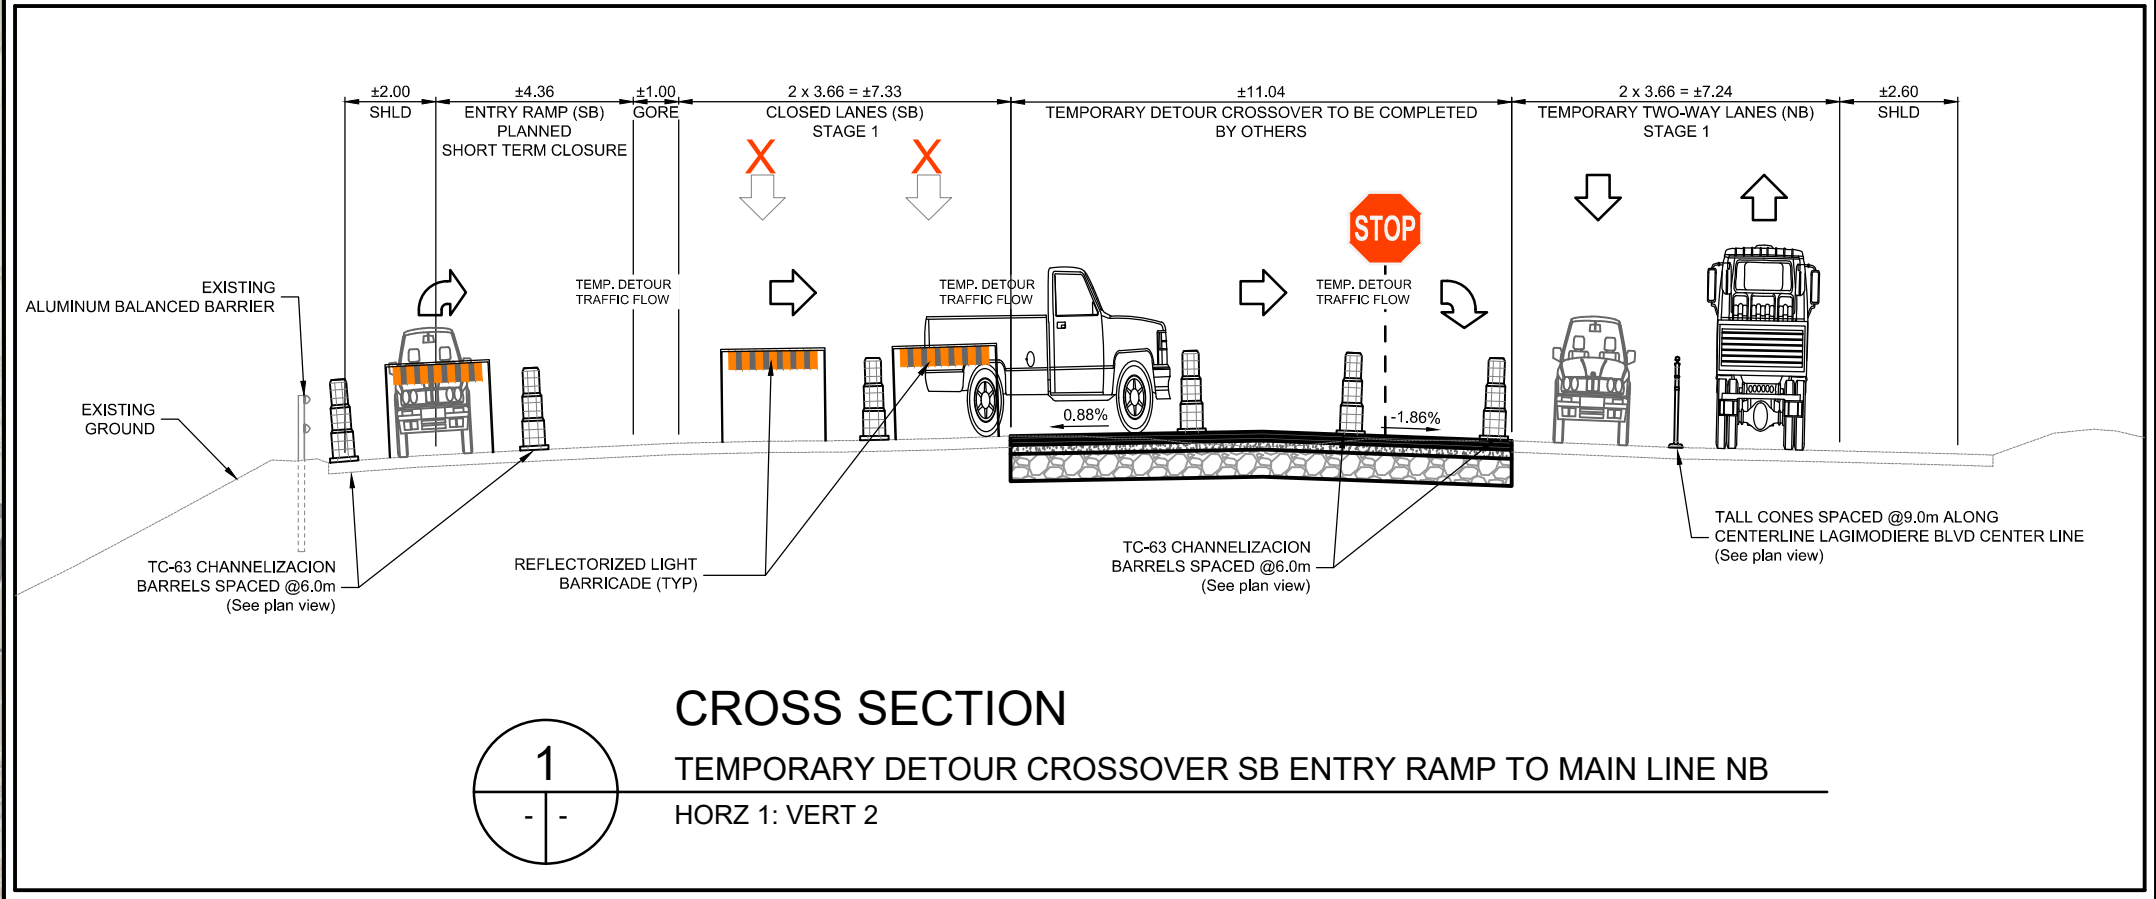 ±2.00
SHLD
±4.36
ENTRY RAMP (SB)
PLANNED
SHORT TERM CLOSURE
±1.00
GORE
2 x 3.66 = ±7.33
CLOSED LANES (SB)
STAGE 1
±11.04
TEMPORARY DETOUR CROSSOVER TO BE COMPLETED
BY OTHERS
2 x 3.66 = ±7.24
TEMPORARY TWO-WAY LANES (NB)
STAGE 1
±2.60
SHLD
X
X
STOP
EXISTING
ALUMINUM BALANCED BARRIER
TEMP. DETOUR
TRAFFIC FLOW
TEMP. DETOUR
TRAFFIC FLOW
TEMP. DETOUR
TRAFFIC FLOW
EXISTING
GROUND
0.88%
-1.86%
TC-63 CHANNELIZACION
BARRELS SPACED @6.0m
(See plan view)
REFLECTORIZED LIGHT
BARRICADE (TYP)
TC-63 CHANNELIZACION
BARRELS SPACED @6.0m
(See plan view)
TALL CONES SPACED @9.0m ALONG
CENTERLINE LAGIMODIERE BLVD CENTER LINE
(See plan view)
1
- -
CROSS SECTION
TEMPORARY DETOUR CROSSOVER SB ENTRY RAMP TO MAIN LINE NB
HORZ 1: VERT 2